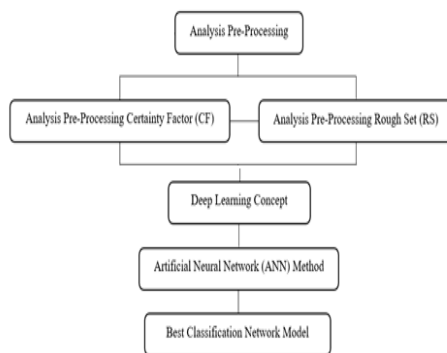 Analysis Pre-Processing
Analysis Pre-Processing Certainty Factor (CF)
Analysis Pre-Processing Rough Set (RS)
Deep Learning Concept
Artificial Neural Network (ANN) Method
Best Classification Network Model